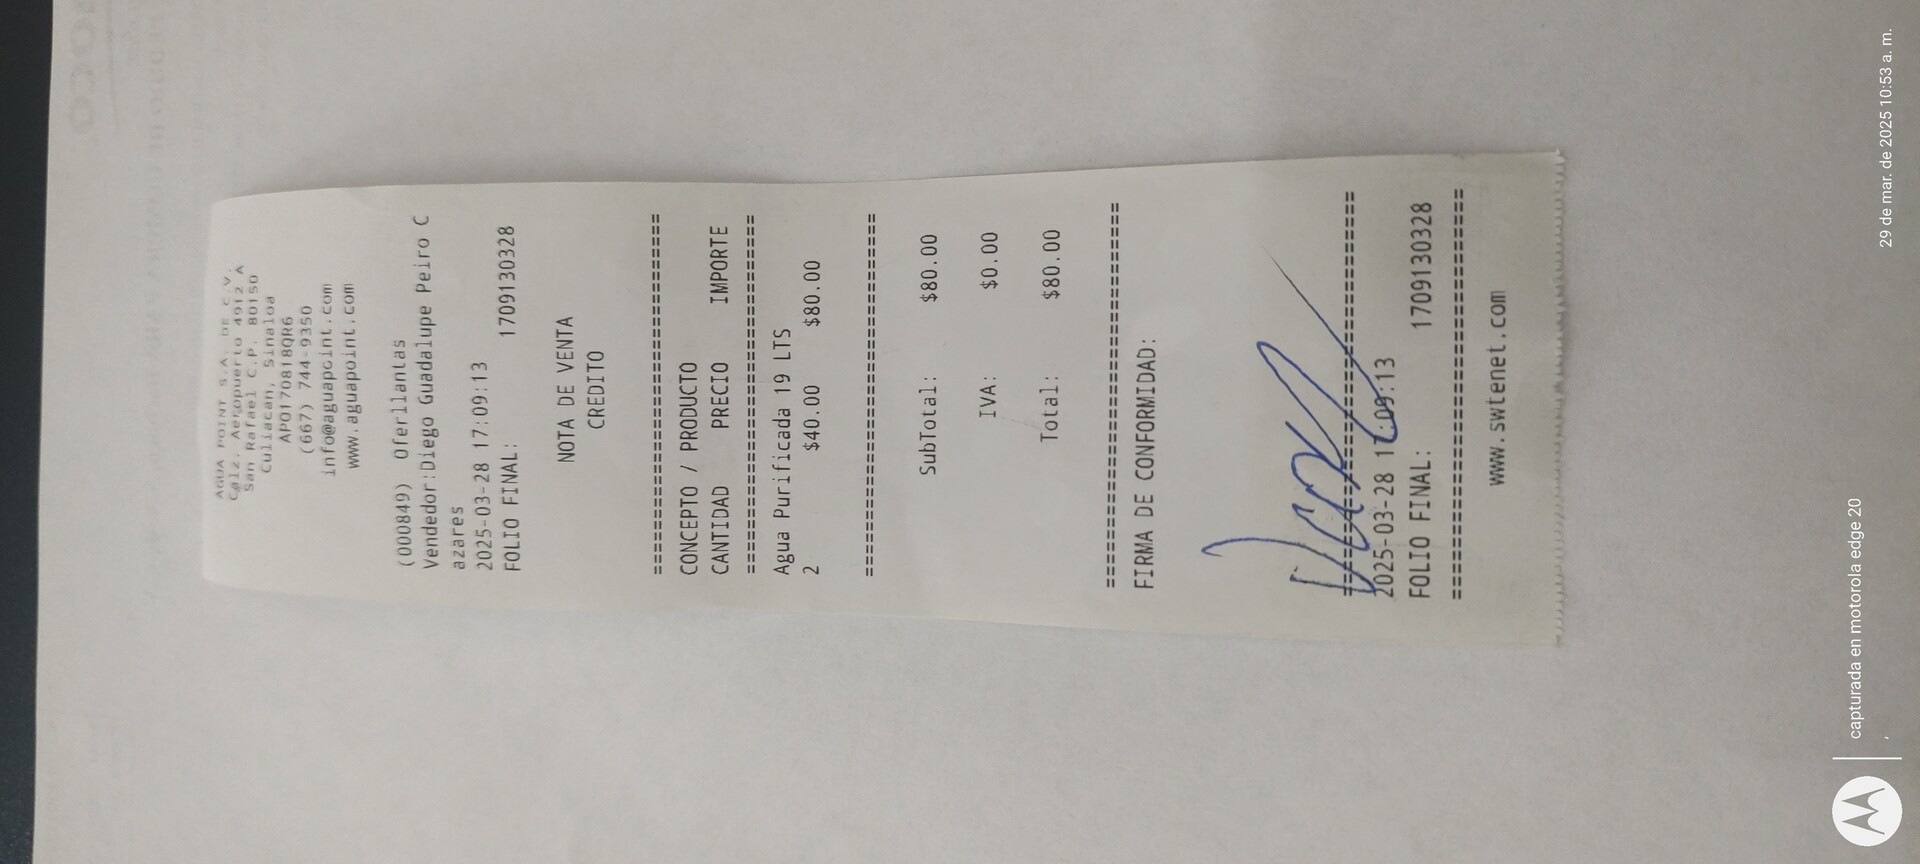 AGUA POINT S.A. DE C.V.
Calz. Aeropuerto 4912 A
San Rafael C.P. 80150
Culiacan, Sinaloa
APO170818QR6
(667) 744-9350
info@aguapoint.com
www.aguapoint.com
(000849) Oferllantas
Vendedor:Diego Guadalupe Peiro C
azares
2025-03-28 17:09:13
FOLIO FINAL: 1709130328
NOTA DE VENTA
CREDITO
================================
CONCEPTO / PRODUCTO
CANTIDAD PRECIO IMPORTE
================================
Agua Purificada 19 LTS
2 $40.00 $80.00
================================
SubTotal: $80.00
IVA: $0.00
Total: $80.00
================================
FIRMA DE CONFORMIDAD:
================================
2025-03-28 17:09:13
FOLIO FINAL: 1709130328
================================
www.swtenet.com
capturada en motorola edge 20
29 de mar. de 2025 10:53 a. m.